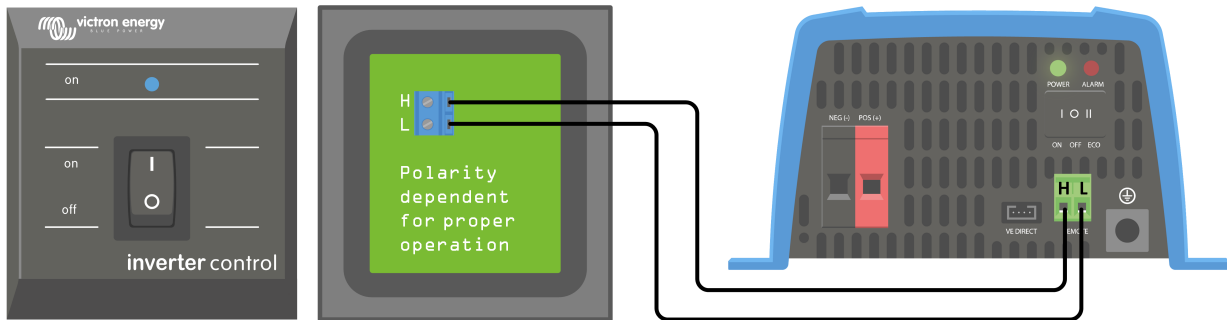 victron energy
BLUE POWER
on
on
off
I
O
inverter control
H
L
Polarity
dependent
for proper
operation
POWER ALARM
I O II
ON OFF ECO
NEG (-) POS (+)
H L
VE DIRECT
REMOTE